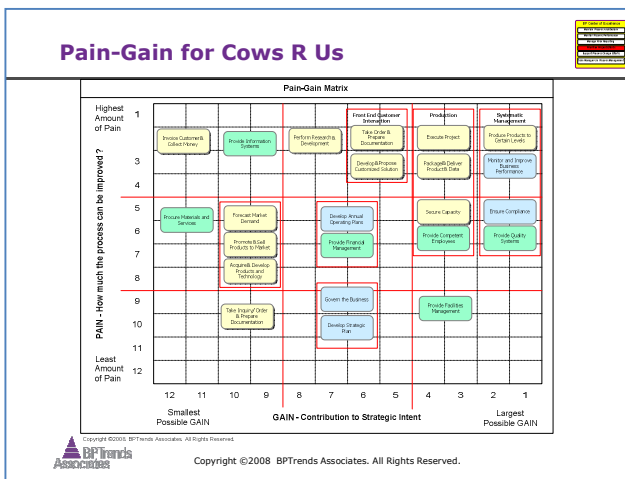 Pain-Gain for Cows R Us
BP Center of Excellence
Pain-Gain Matrix
Highest
Amount
of Pain
PAIN - How much the process can be improved ?
Least
Amount
of Pain
1
3
4
5
6
7
8
9
10
11
12
Front End Customer
Interaction
Production
Systematic
Management
Invoice Customer &
Collect Money
Provide Information
Systems
Perform Research &
Development
Take Order &
Prepare
Documentation
Execute Project
Produce Products to
Certain Levels
Develop & Propose
Customized Solution
Package & Deliver
Product & Data
Monitor and Improve
Business
Performance
Procure Materials and
Services
Forecast Market
Demand
Develop Annual
Operating Plans
Secure Capacity
Ensure Compliance
Promote & Sell
Products to Market
Provide Financial
Management
Provide Competent
Employees
Provide Quality
Systems
Acquire & Develop
Products and
Technology
Take Inquiry/ Order
& Prepare
Documentation
Govern the Business
Provide Facilities
Management
Develop Strategic
Plan
12 11 10 9 8 7 6 5 4 3 2 1
Smallest
Possible GAIN
GAIN - Contribution to Strategic Intent
Largest
Possible GAIN
Copyright ©2008 BPTrends Associates. All Rights Reserved.
BPTrends
Associates
Copyright ©2008 BPTrends Associates. All Rights Reserved.